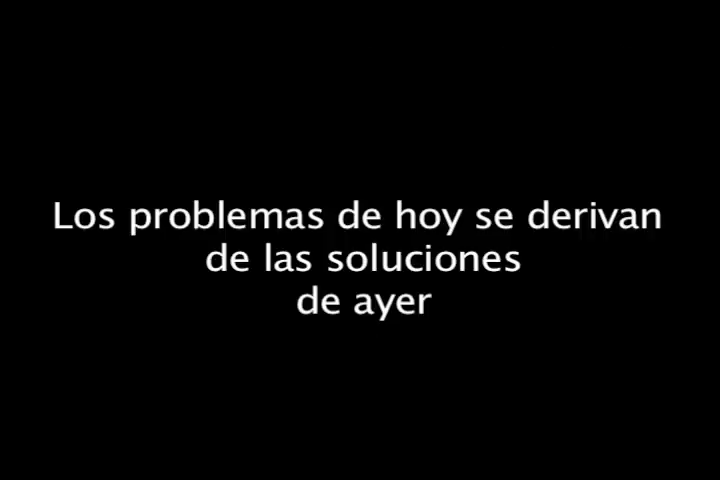 Los problemas de hoy se derivan
de las soluciones
de ayer